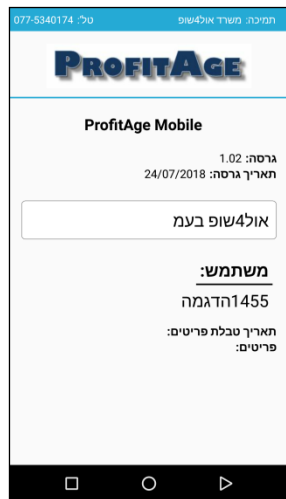 תמיכה: משרד אול4שופ טל': 077-5340174
PROFITAGE
ProfitAge Mobile
גרסה: 1.02
תאריך גרסה: 24/07/2018
אול4שופ בעמ
משתמש:
1455הדגמה
תאריך טבלת פריטים:
פריטים: